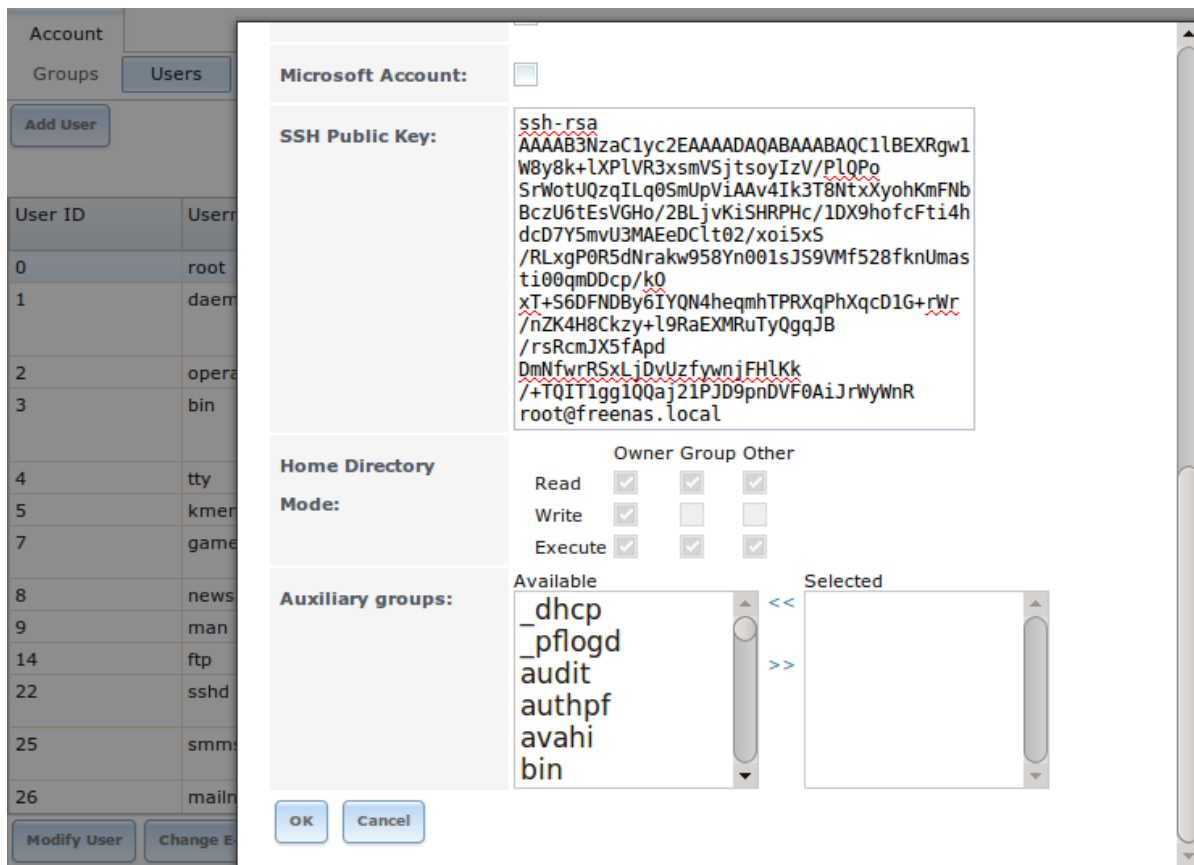 Account
Groups
Users
Add User
User ID
0
root
1
2
3
bin
4
tty
5
7
8
news
9
man
14
ftp
22
sshd
25
26
Modify User
Change
Microsoft Account:
SSH Public Key:
ssh-rsa
AAAAB3NzaC1yc2EAAAADAQABAAABAQC1lBEXRgw1
W8y8k+lXPlVR3xsmVSjtsoyIzV/PlQPo
SrWotUQzqILq0SmUpViAAv4Ik3T8NtxXyohKmFNb
BczU6tEsVGHo/2BLjvKiSHRPHc/1DX9hofcFti4h
dcD7Y5mvU3MAEeDClt02/xoi5xS
/RLxgP0R5dNrakw958Yn001sJS9VMf528fknUmas
ti00qmDDcp/kO
xT+S6DFNDBy6IYQN4heqmhTPRXqPhXqcD1G+rWr
/nZK4H8Ckzy+l9RaEXMRuTyQgqJB
/rsRcmJX5fApd
DmNfwrRSxLjDvUzfywnjFHlKk
/+TQIT1gg1QQaj21PJD9pnDVF0AiJrWyWnR
root@freenas.local
Home Directory
Mode:
Owner Group Other
Read
Write
Execute
Auxiliary groups:
Available
Selected
_dhcp
_pflogd
audit
authpf
avahi
bin
<<
>>
OK
Cancel